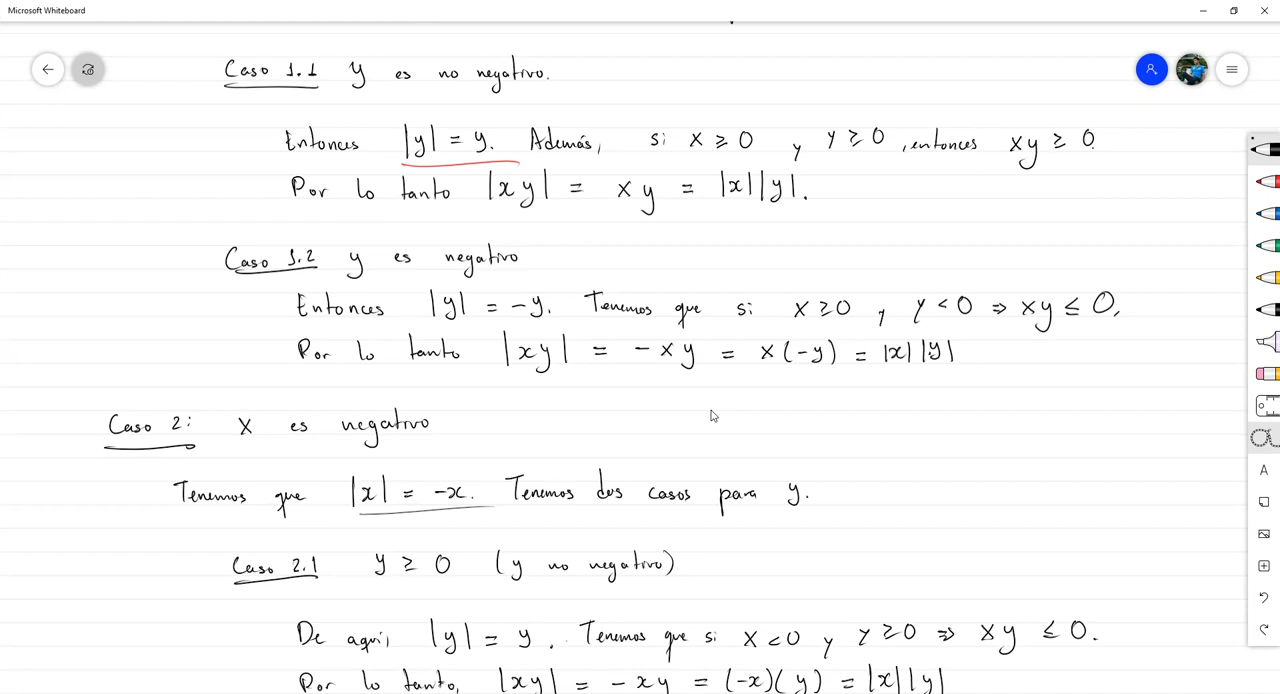 Microsoft Whiteboard
Caso 1.1 y es no negativo.
Entonces |y| = y. Además, si x ≥ 0 y y ≥ 0, entonces xy ≥ 0.
Por lo tanto |xy| = xy = |x||y|.
Caso 1.2 y es negativo
Entonces |y| = -y. Tenemos que si x ≥ 0 y y < 0 ⇒ xy ≤ 0.
Por lo tanto |xy| = -xy = x(-y) = |x||y|
Caso 2: x es negativo
Tenemos que |x| = -x. Tenemos dos casos para y.
Caso 2.1 y ≥ 0 (y no negativo)
De aquí, |y| = y. Tenemos que si x < 0 y y ≥ 0 ⇒ xy ≤ 0.
Por lo tanto, |xy| = -xy = (-x)(y) = |x||y|